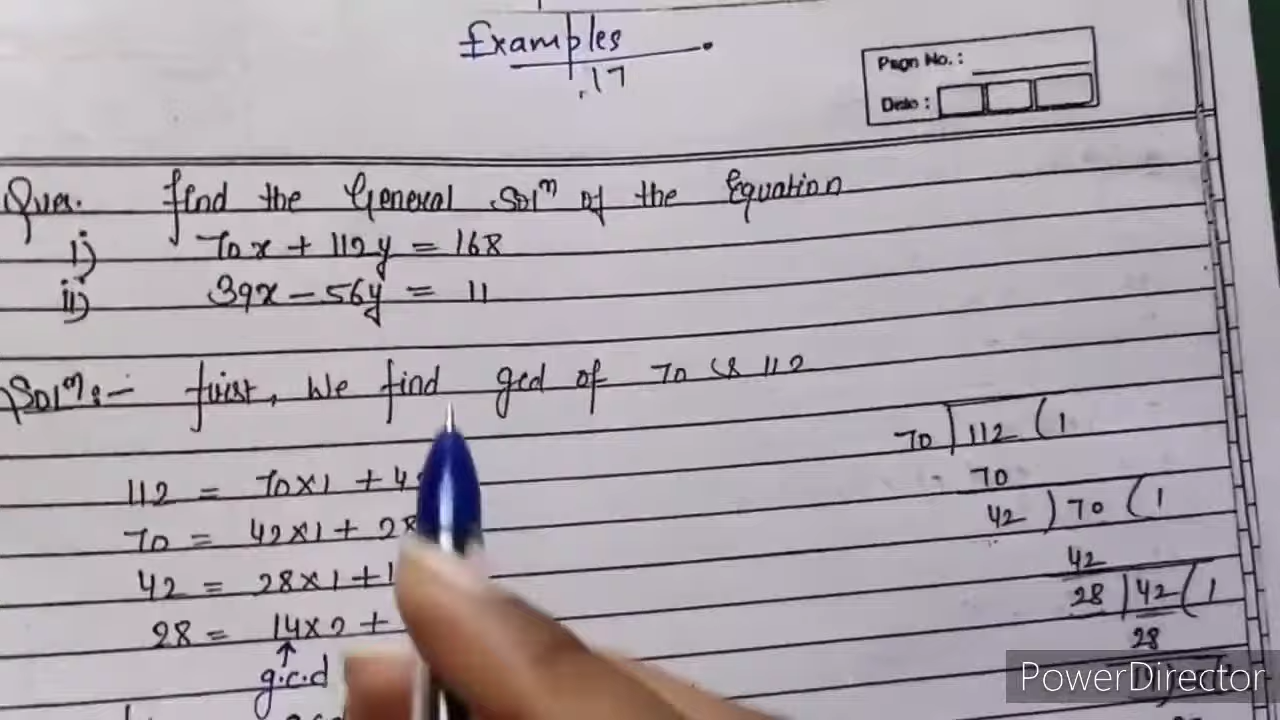 Examples
.17
Page No. :
Date :
Ques. find the General Solⁿ of the Equation
i) 70x + 112y = 168
ii) 39x - 56y = 11
Solⁿ:- first, We find gcd of 70 & 112
112 = 70×1 + 4
70 = 42×1 + 28
42 = 28×1 + 1
28 = 14×2 +
g.c.d
70 ) 112 ( 1
70
42 ) 70 ( 1
42
28 ) 42 ( 1
28
PowerDirector